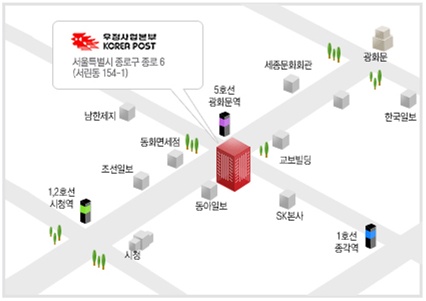 우정사업본부
KOREA POST
서울특별시 종로구 종로 6
(서린동 154-1)
광화문
세종문화회관
한국일보
5호선
광화문역
남한제지
동화면세점
교보빌딩
조선일보
1,2호선
시청역
동아일보
SK본사
1호선
종각역
시청